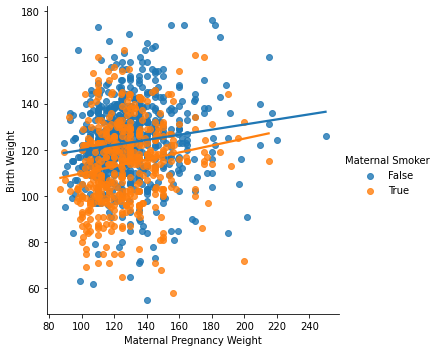 180
160
140
120
100
80
60
Birth Weight
80 100 120 140 160 180 200 220 240
Maternal Pregnancy Weight
Maternal Smoker
False
True